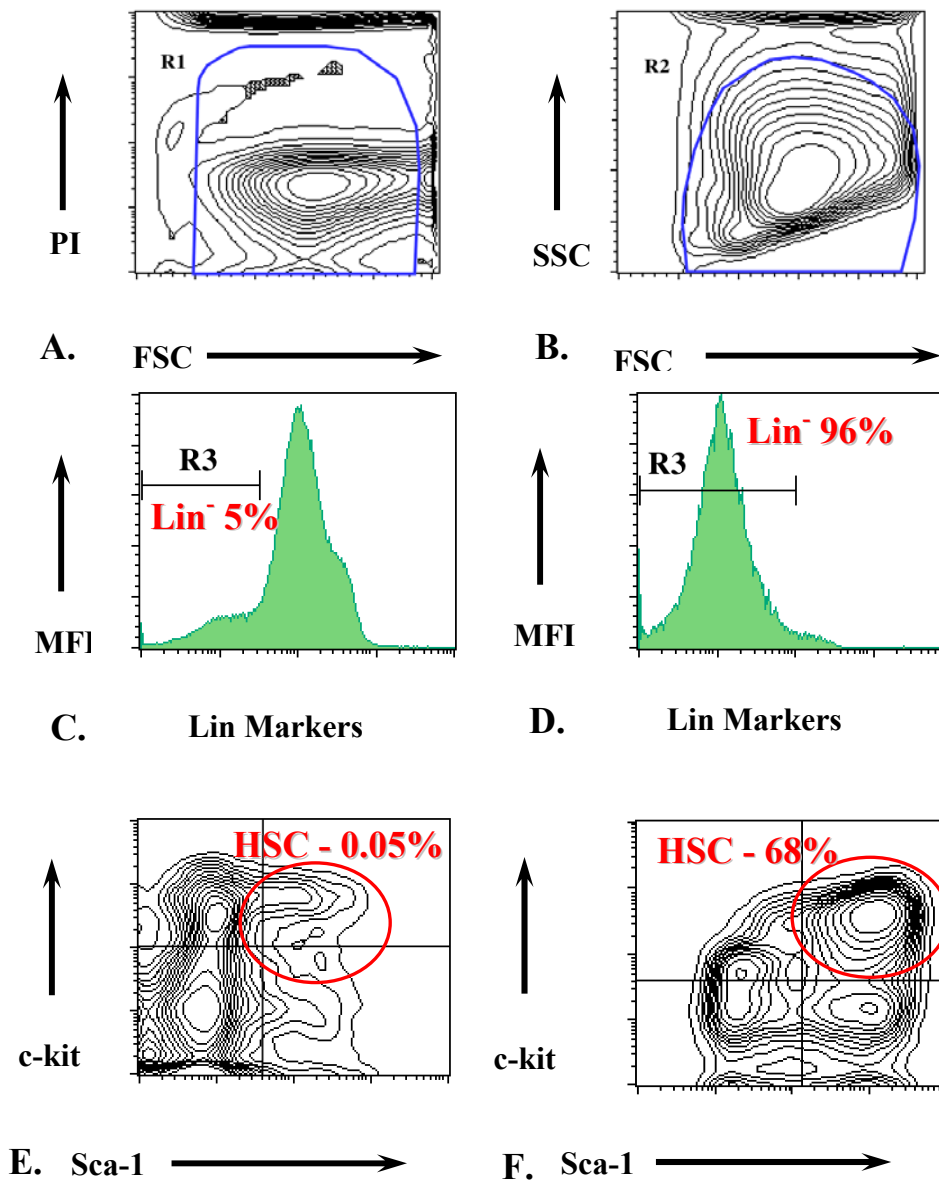 R1
PI
A.
FSC
R2
SSC
B.
FSC
R3
Lin⁻ 5%
MFI
C.
Lin Markers
Lin⁻ 96%
R3
MFI
D.
Lin Markers
HSC - 0.05%
c-kit
E.
Sca-1
HSC - 68%
c-kit
F.
Sca-1